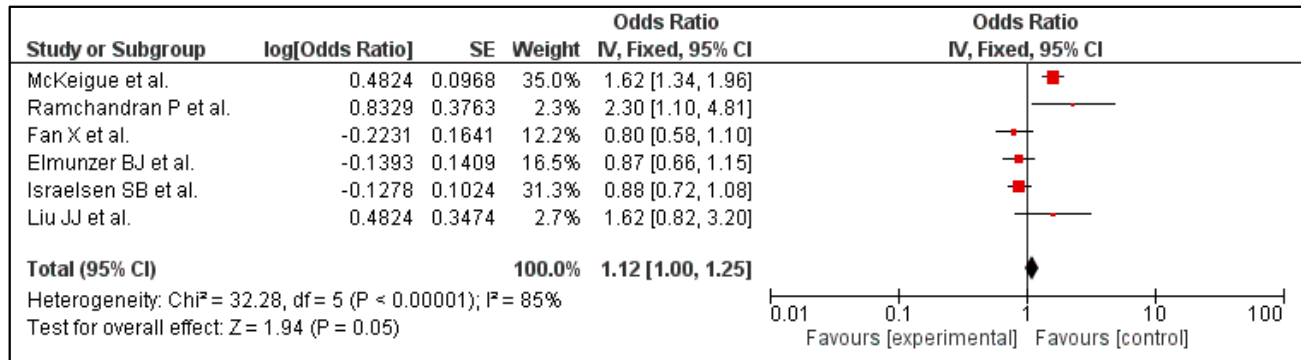 Odds Ratio Odds Ratio
Study or Subgroup log[Odds Ratio] SE Weight IV, Fixed, 95% CI IV, Fixed, 95% CI
McKeigue et al. 0.4824 0.0968 35.0% 1.62 [1.34, 1.96]
Ramchandran P et al. 0.8329 0.3763 2.3% 2.30 [1.10, 4.81]
Fan X et al. -0.2231 0.1641 12.2% 0.80 [0.58, 1.10]
Elmunzer BJ et al. -0.1393 0.1409 16.5% 0.87 [0.66, 1.15]
Israelsen SB et al. -0.1278 0.1024 31.3% 0.88 [0.72, 1.08]
Liu JJ et al. 0.4824 0.3474 2.7% 1.62 [0.82, 3.20]
Total (95% CI) 100.0% 1.12 [1.00, 1.25]
Heterogeneity: Chi² = 32.28, df = 5 (P < 0.00001); I² = 85%
Test for overall effect: Z = 1.94 (P = 0.05)
0.01 0.1 1 10 100
Favours [experimental] Favours [control]